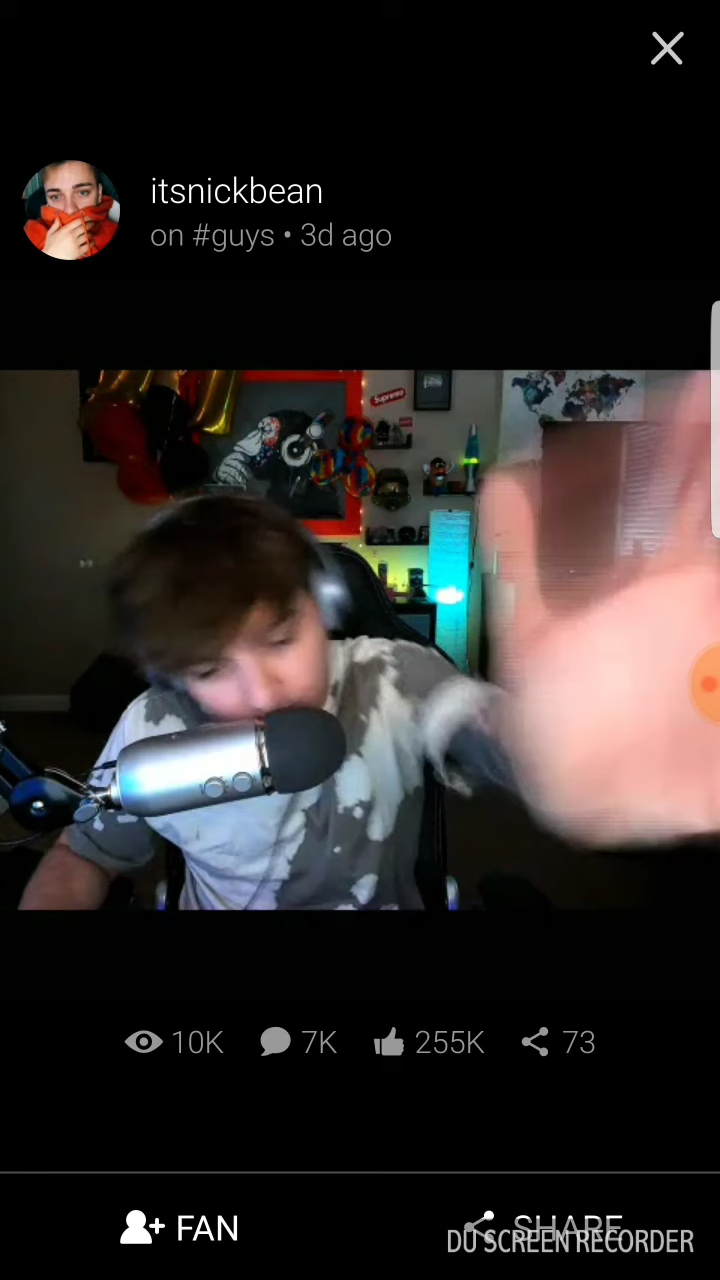 itsnickbean
on #guys • 3d ago
Supreme
10K 7K 255K 73
FAN
SHARE
DU SCREEN RECORDER